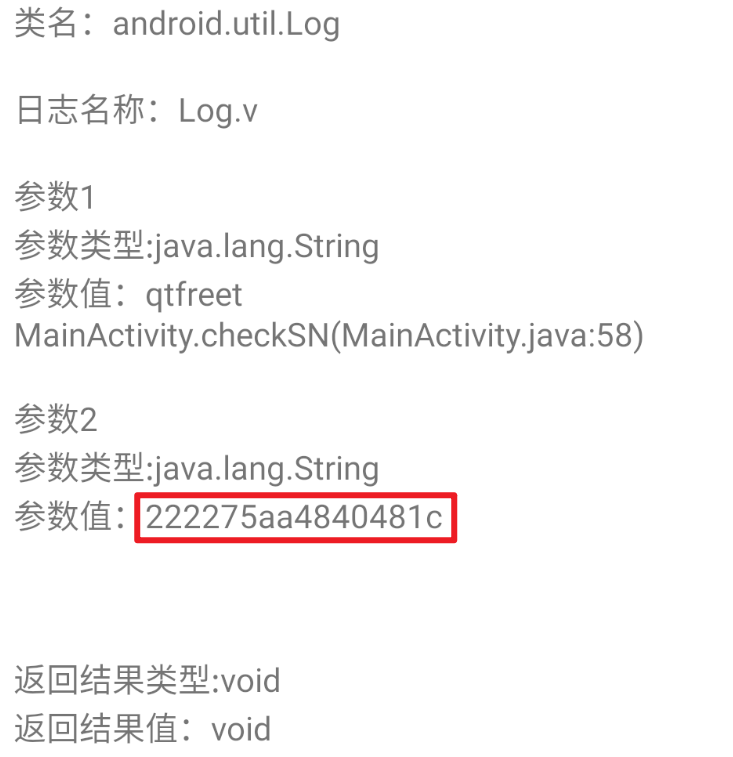 类名：android.util.Log
日志名称：Log.v
参数1
参数类型:java.lang.String
参数值：qtfreet
MainActivity.checkSN(MainActivity.java:58)
参数2
参数类型:java.lang.String
参数值：222275aa4840481c
返回结果类型:void
返回结果值：void